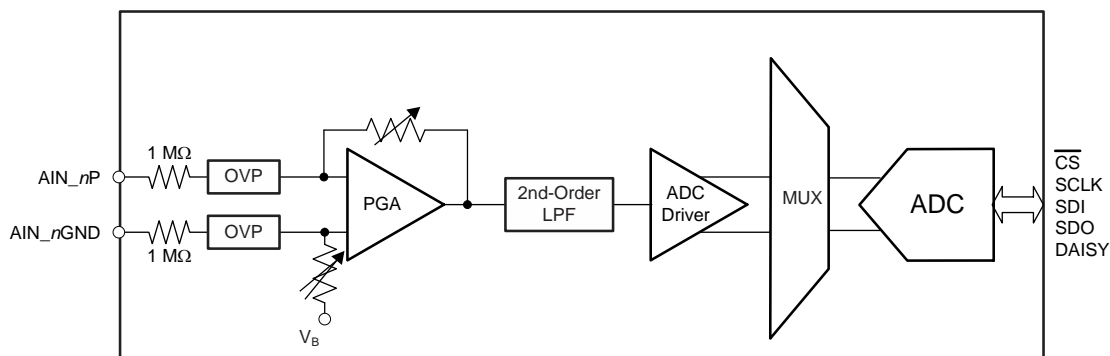 1 MΩ
AIN_nP
OVP
AIN_nGND
OVP
1 MΩ
PGA
V_B
2nd-Order
LPF
ADC
Driver
MUX
ADC
CS
SCLK
SDI
SDO
DAISY